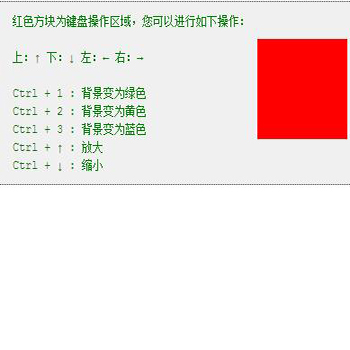 红色方块为键盘操作区域，您可以进行如下操作：
上: ↑ 下: ↓ 左: ← 右: →
Ctrl + 1 : 背景变为绿色
Ctrl + 2 : 背景变为黄色
Ctrl + 3 : 背景变为蓝色
Ctrl + ↑ : 放大
Ctrl + ↓ : 缩小